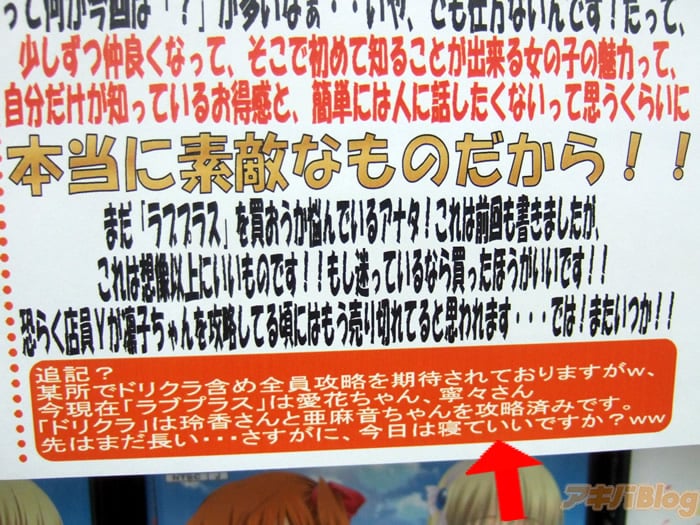 って何か今回は「？」が多いなぁ・・いや、でも仕方ないんです！だって、
少しずつ仲良くなって、そこで初めて知ることが出来る女の子の魅力って、
自分だけが知っているお得感と、簡単には人に話したくないって思うくらいに
本当に素敵なものだから！！
まだ「ラブプラス」を買おうか悩んでいるアナタ！これは前回も書きましたが、
これは想像以上にいいものです！！もし迷っているなら買ったほうがいいです！！
恐らく店員Ｙが凛子ちゃんを攻略してる頃にはもう売り切れてると思われます・・・では！またいつか！！
追記？
某所でドリクラ含め全員攻略を期待されておりますがw、
今現在「ラブプラス」は愛花ちゃん、寧々さん
「ドリクラ」は玲香さんと亜麻音ちゃんを攻略済みです。
先はまだ長い・・・さすがに、今日は寝ていいですか？ww
アキバBlog